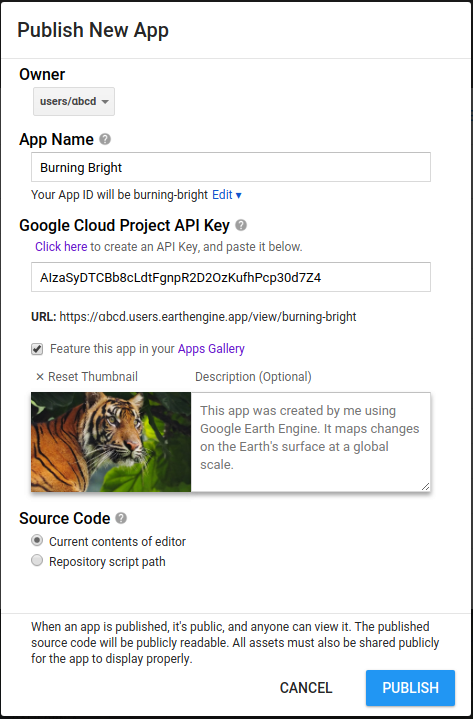 Publish New App
Owner
users/abcd
App Name
Burning Bright
Your App ID will be burning-bright Edit
Google Cloud Project API Key
Click here to create an API Key, and paste it below.
AIzaSyDTCBb8cLdtFgnpR2D2OzKufhPcp30d7Z4
URL: https://abcd.users.earthengine.app/view/burning-bright
Feature this app in your Apps Gallery
× Reset Thumbnail Description (Optional)
This app was created by me using
Google Earth Engine. It maps changes
on the Earth's surface at a global
scale.
Source Code
Current contents of editor
Repository script path
When an app is published, it's public, and anyone can view it. The published
source code will be publicly readable. All assets must also be shared publicly
for the app to display properly.
CANCEL PUBLISH